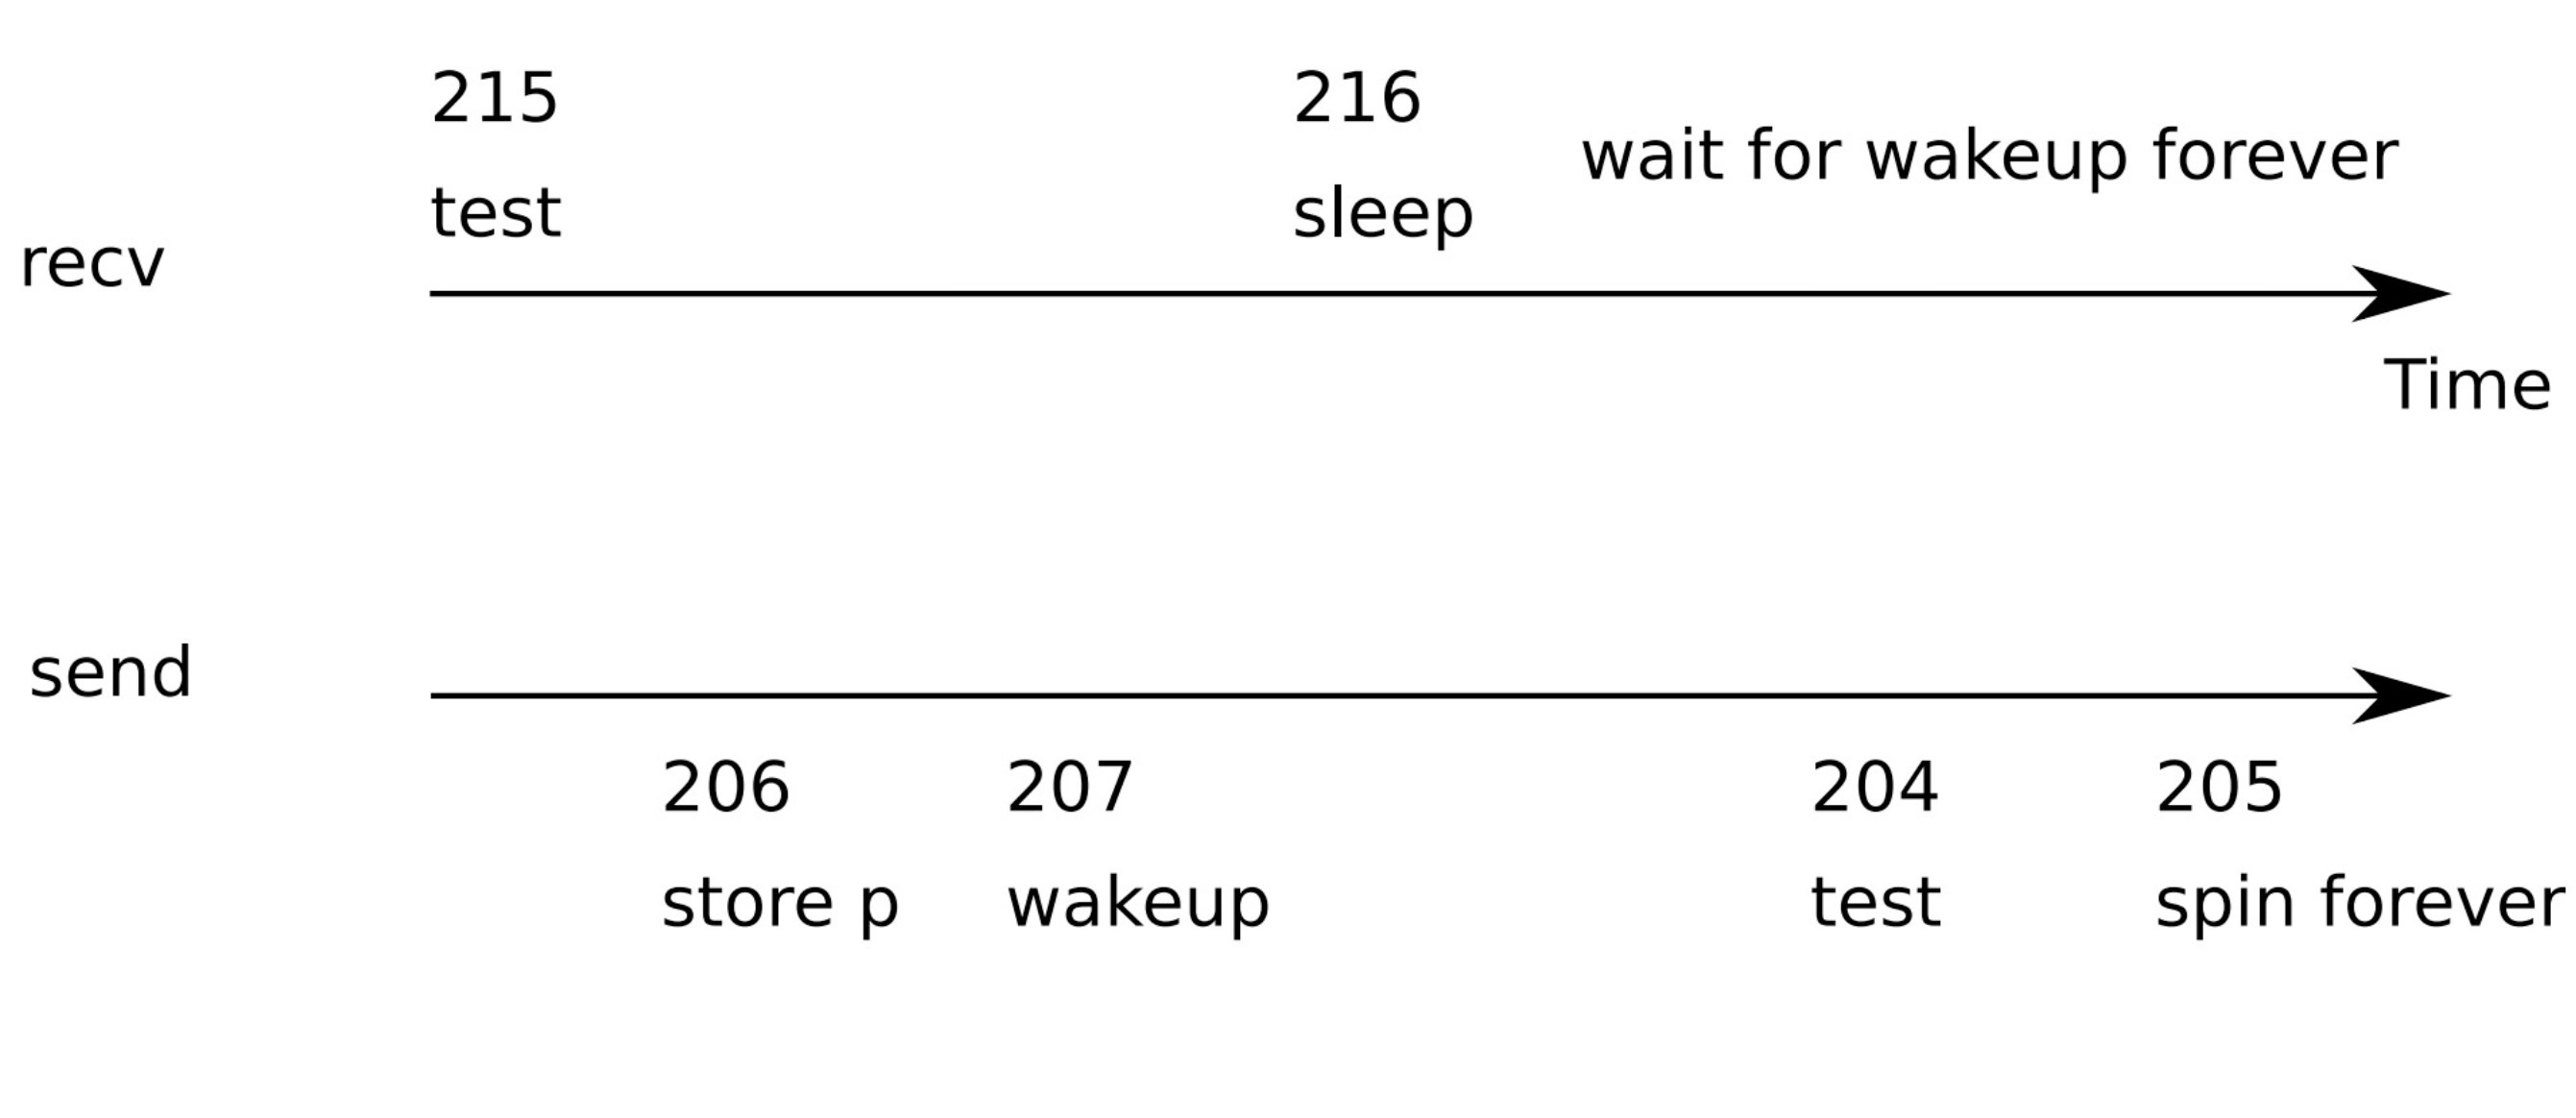 215
test
216
sleep
wait for wakeup forever
recv
Time
send
206
store p
207
wakeup
204
test
205
spin forever